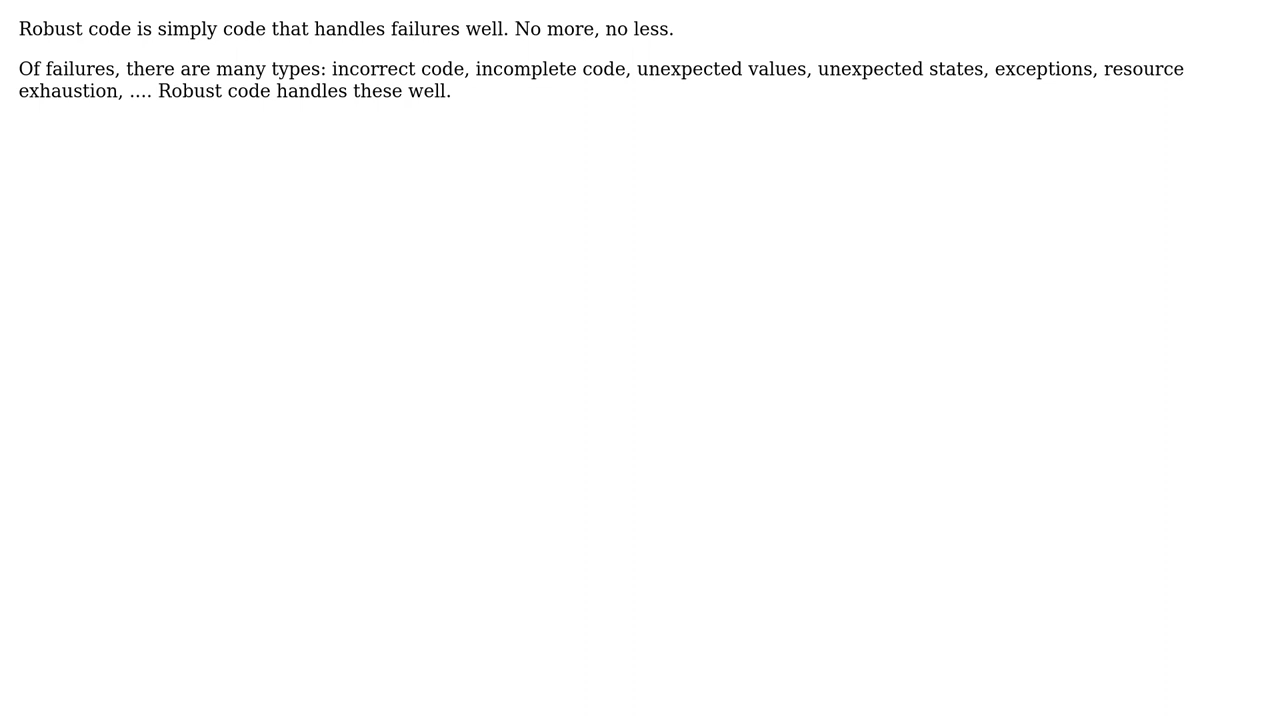 Robust code is simply code that handles failures well. No more, no less.
Of failures, there are many types: incorrect code, incomplete code, unexpected values, unexpected states, exceptions, resource
exhaustion, .... Robust code handles these well.